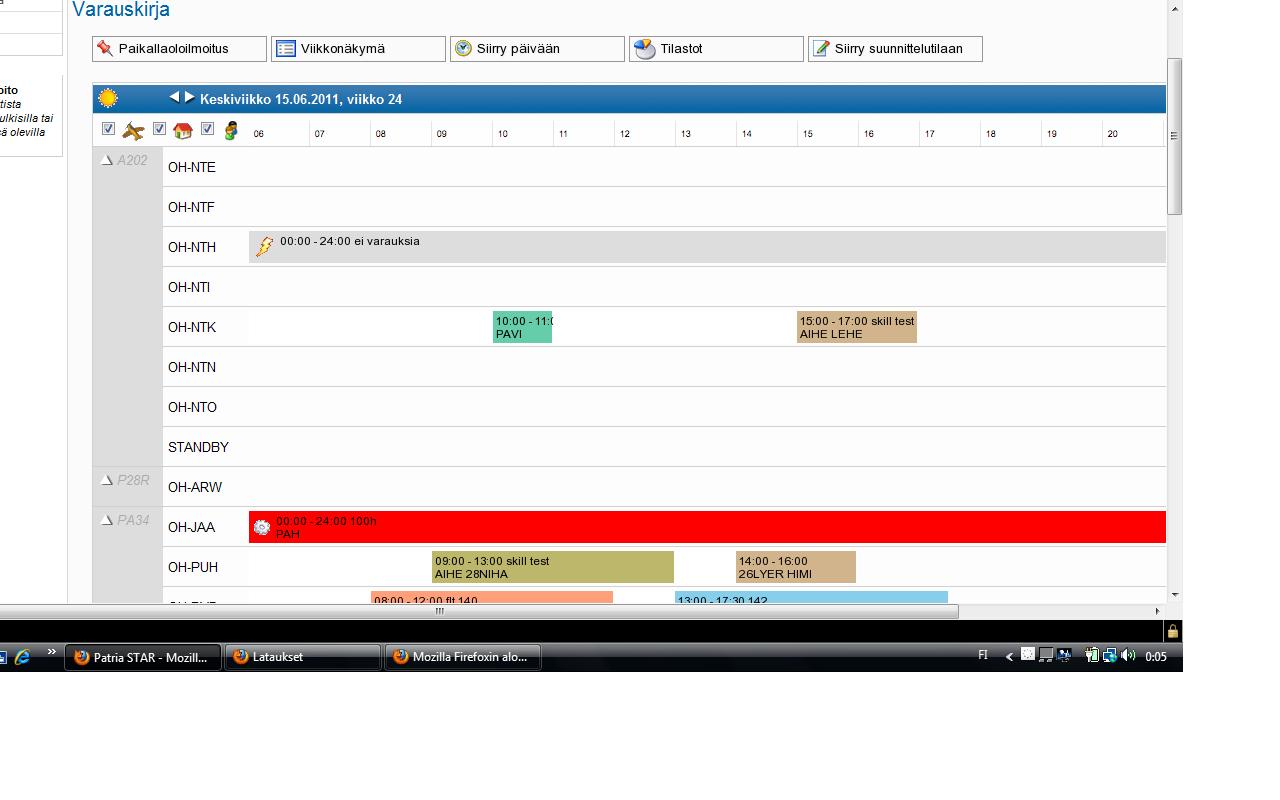 Varauskirja
Paikallaoloilmoitus Viikkonäkymä Siirry päivään Tilastot Siirry suunnittelutilaan
oito
tista
ulkisilla tai
ä olevilla
Keskiviikko 15.06.2011, viikko 24
06 07 08 09 10 11 12 13 14 15 16 17 18 19 20
A202
OH-NTE
OH-NTF
OH-NTH
00:00 - 24:00 ei varauksia
OH-NTI
OH-NTK
10:00 - 11:0
PAVI
15:00 - 17:00 skill test
AIHE LEHE
OH-NTN
OH-NTO
STANDBY
P28R
OH-ARW
PA34
OH-JAA
00:00 - 24:00 100h
PAH
OH-PUH
09:00 - 13:00 skill test
AIHE 28NIHA
14:00 - 16:00
26LYER HIMI
08:00 - 12:00 flt 140
13:00 - 17:30 142
Patria STAR - Mozill... Lataukset Mozilla Firefoxin alo... FI 0:05